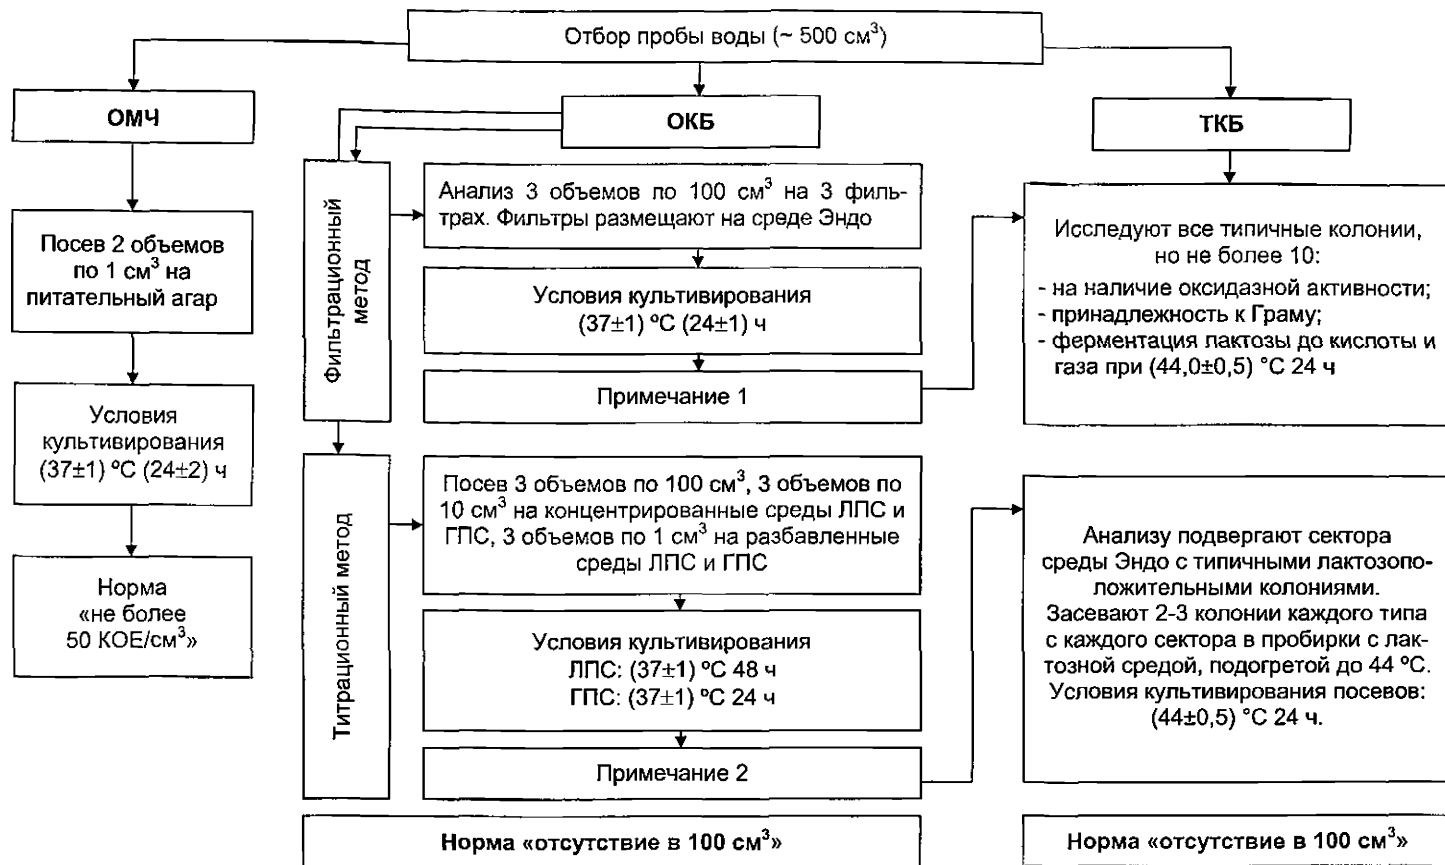 Отбор пробы воды (~ 500 см³)
ОМЧ
Посев 2 объемов
по 1 см³ на
питательный агар
Условия
культивирования
(37±1) ºС (24±2) ч
Норма
«не более
50 КОЕ/см³»
ОКБ
Фильтрационный
метод
Анализ 3 объемов по 100 см³ на 3 филь-
трах. Фильтры размещают на среде Эндо
Условия культивирования
(37±1) ºС (24±1) ч
Примечание 1
Титрационный метод
Посев 3 объемов по 100 см³, 3 объемов по
10 см³ на концентрированные среды ЛПС и
ГПС, 3 объемов по 1 см³ на разбавленные
среды ЛПС и ГПС
Условия культивирования
ЛПС: (37±1) ºС 48 ч
ГПС: (37±1) ºС 24 ч
Примечание 2
Норма «отсутствие в 100 см³»
ТКБ
Исследуют все типичные колонии,
но не более 10:
- на наличие оксидазной активности;
- принадлежность к Граму;
- ферментация лактозы до кислоты и
газа при (44,0±0,5) °С 24 ч
Анализу подвергают сектора
среды Эндо с типичными лактозопо-
ложительными колониями.
Засевают 2-3 колонии каждого типа
с каждого сектора в пробирки с лак-
тозной средой, подогретой до 44 ºС.
Условия культивирования посевов:
(44±0,5) °С 24 ч.
Норма «отсутствие в 100 см³»